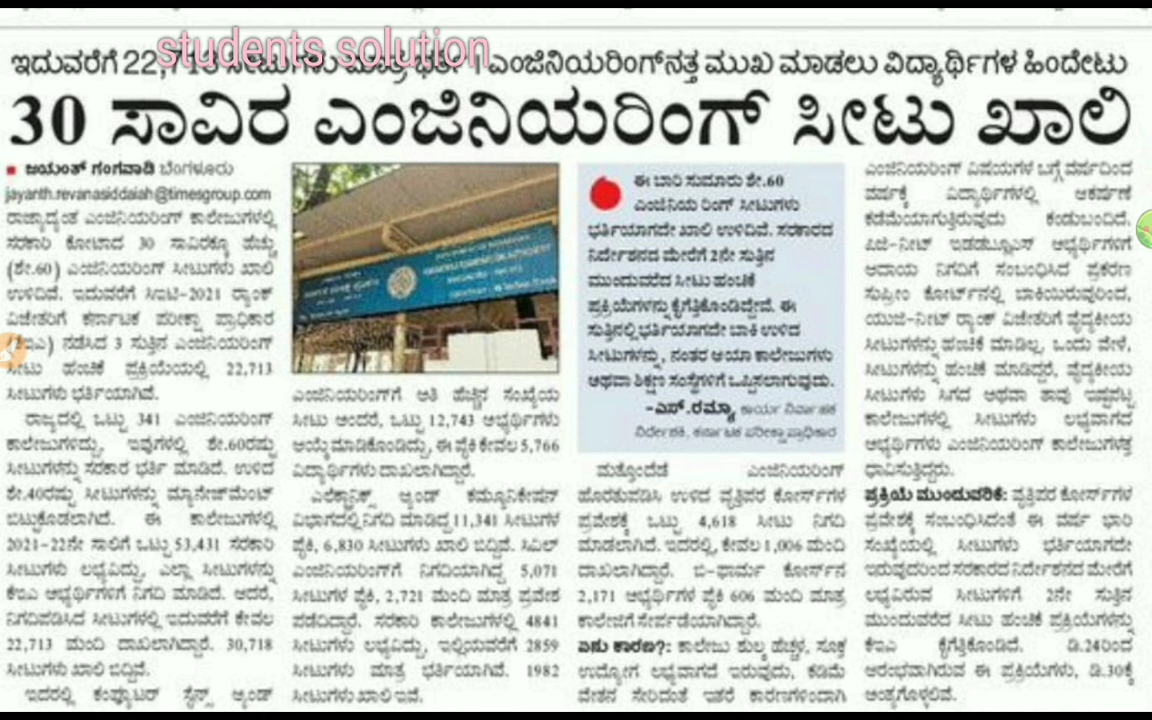 students solution
ಇದುವರೆಗೆ 22,713 ಸೀಟುಗಳು ಮಾತ್ರ ಭರ್ತಿ | ಎಂಜಿನಿಯರಿಂಗ್‌ನತ್ತ ಮುಖ ಮಾಡಲು ವಿದ್ಯಾರ್ಥಿಗಳ ಹಿಂದೇಟು
30 ಸಾವಿರ ಎಂಜಿನಿಯರಿಂಗ್ ಸೀಟು ಖಾಲಿ
■ ಜಯಂತ್ ಗಂಗವಾಡಿ ಬೆಂಗಳೂರು
jayanth.revanasiddaiah@timesgroup.com
ರಾಜ್ಯಾದ್ಯಂತ ಎಂಜಿನಿಯರಿಂಗ್ ಕಾಲೇಜುಗಳಲ್ಲಿ
ಸರಕಾರಿ ಕೋಟಾದ 30 ಸಾವಿರಕ್ಕೂ ಹೆಚ್ಚು
(ಶೇ.60) ಎಂಜಿನಿಯರಿಂಗ್ ಸೀಟುಗಳು ಖಾಲಿ
ಉಳಿದಿವೆ. ಇದುವರೆಗೆ ಸಿಇಟಿ-2021 ರ‍್ಯಾಂಕ್
ವಿಜೇತರಿಗೆ ಕರ್ನಾಟಕ ಪರೀಕ್ಷಾ ಪ್ರಾಧಿಕಾರ
(ಕೆಇಎ) ನಡೆಸಿದ 3 ಸುತ್ತಿನ ಎಂಜಿನಿಯರಿಂಗ್
ಸೀಟು ಹಂಚಿಕೆ ಪ್ರಕ್ರಿಯೆಯಲ್ಲಿ 22,713
ಸೀಟುಗಳು ಭರ್ತಿಯಾಗಿವೆ.
ರಾಜ್ಯದಲ್ಲಿ ಒಟ್ಟು 341 ಎಂಜಿನಿಯರಿಂಗ್
ಕಾಲೇಜುಗಳಿದ್ದು, ಇವುಗಳಲ್ಲಿ ಶೇ.60ರಷ್ಟು
ಸೀಟುಗಳನ್ನು ಸರಕಾರ ಭರ್ತಿ ಮಾಡಿದೆ. ಉಳಿದ
ಶೇ.40ರಷ್ಟು ಸೀಟುಗಳನ್ನು ಮ್ಯಾನೇಜ್‌ಮೆಂಟ್
ಬಿಟ್ಟುಕೊಡಲಾಗಿದೆ. ಈ ಕಾಲೇಜುಗಳಲ್ಲಿ
2021-22ನೇ ಸಾಲಿಗೆ ಒಟ್ಟು 53,431 ಸರಕಾರಿ
ಸೀಟುಗಳು ಲಭ್ಯವಿದ್ದು, ಎಲ್ಲಾ ಸೀಟುಗಳನ್ನು
ಕೆಇಎ ಅಭ್ಯರ್ಥಿಗಳಿಗೆ ನಿಗದಿ ಮಾಡಿದೆ. ಆದರೆ,
ನಿಗದಿಪಡಿಸಿದ ಸೀಟುಗಳಲ್ಲಿ ಇದುವರೆಗೆ ಕೇವಲ
22,713 ಮಂದಿ ದಾಖಲಾಗಿದ್ದಾರೆ. 30,718
ಸೀಟುಗಳು ಖಾಲಿ ಬಿದ್ದಿವೆ.
ಇದರಲ್ಲಿ ಕಂಪ್ಯೂಟರ್ ಸೈನ್ಸ್ ಆ್ಯಂಡ್
ಎಂಜಿನಿಯರಿಂಗ್‌ಗೆ ಅತಿ ಹೆಚ್ಚಿನ ಸಂಖ್ಯೆಯ
ಸೀಟು ಅಂದರೆ, ಒಟ್ಟು 12,743 ಅಭ್ಯರ್ಥಿಗಳು
ಆಯ್ಕೆ ಮಾಡಿಕೊಂಡಿದ್ದು, ಈ ಪೈಕಿ ಕೇವಲ 5,766
ವಿದ್ಯಾರ್ಥಿಗಳು ದಾಖಲಾಗಿದ್ದಾರೆ.
ಎಲೆಕ್ಟ್ರಾನಿಕ್ಸ್ ಆ್ಯಂಡ್ ಕಮ್ಯೂನಿಕೇಷನ್
ವಿಭಾಗದಲ್ಲಿ ನಿಗದಿ ಮಾಡಿದ್ದ 11,341 ಸೀಟುಗಳ
ಪೈಕಿ, 6,830 ಸೀಟುಗಳು ಖಾಲಿ ಬಿದ್ದಿವೆ. ಸಿವಿಲ್
ಎಂಜಿನಿಯರಿಂಗ್‌ಗೆ ನಿಗದಿಯಾಗಿದ್ದ 5,071
ಸೀಟುಗಳ ಪೈಕಿ, 2,721 ಮಂದಿ ಮಾತ್ರ ಪ್ರವೇಶ
ಪಡೆದಿದ್ದಾರೆ. ಸರಕಾರಿ ಕಾಲೇಜುಗಳಲ್ಲಿ 4841
ಸೀಟುಗಳು ಲಭ್ಯವಿದ್ದು, ಇಲ್ಲಿಯವರೆಗೆ 2859
ಸೀಟುಗಳು ಮಾತ್ರ ಭರ್ತಿಯಾಗಿವೆ. 1982
ಸೀಟುಗಳು ಖಾಲಿ ಇವೆ.
ಈ ಬಾರಿ ಸುಮಾರು ಶೇ.60
ಎಂಜಿನಿಯ ರಿಂಗ್ ಸೀಟುಗಳು
ಭರ್ತಿಯಾಗದೇ ಖಾಲಿ ಉಳಿದಿವೆ. ಸರಕಾರದ
ನಿರ್ದೇಶನದ ಮೇರೆಗೆ 2ನೇ ಸುತ್ತಿನ
ಮುಂದುವರೆದ ಸೀಟು ಹಂಚಿಕೆ
ಪ್ರಕ್ರಿಯೆಗಳನ್ನು ಕೈಗೆತ್ತಿಕೊಂಡಿದ್ದೇವೆ. ಈ
ಸುತ್ತಿನಲ್ಲಿ ಭರ್ತಿಯಾಗದೇ ಬಾಕಿ ಉಳಿದ
ಸೀಟುಗಳನ್ನು, ನಂತರ ಆಯಾ ಕಾಲೇಜುಗಳು
ಅಥವಾ ಶಿಕ್ಷಣ ಸಂಸ್ಥೆಗಳಿಗೆ ಒಪ್ಪಿಸಲಾಗುವುದು.
-ಎಸ್.ರಮ್ಯಾ, ಕಾರ್ಯ ನಿರ್ವಾಹಕ
ನಿರ್ದೇಶಕಿ, ಕರ್ನಾಟಕ ಪರೀಕ್ಷಾ ಪ್ರಾಧಿಕಾರ
ಮತ್ತೊಂದೆಡೆ ಎಂಜಿನಿಯರಿಂಗ್
ಹೊರತುಪಡಿಸಿ ಉಳಿದ ವೃತ್ತಿಪರ ಕೋರ್ಸ್‌ಗಳ
ಪ್ರವೇಶಕ್ಕೆ ಒಟ್ಟು 4,618 ಸೀಟು ನಿಗದಿ
ಮಾಡಲಾಗಿದೆ. ಇದರಲ್ಲಿ, ಕೇವಲ 1,006 ಮಂದಿ
ದಾಖಲಾಗಿದ್ದಾರೆ. ಬಿ-ಫಾರ್ಮ ಕೋರ್ಸ್‌ನ
2,171 ಅಭ್ಯರ್ಥಿಗಳ ಪೈಕಿ 606 ಮಂದಿ ಮಾತ್ರ
ಕಾಲೇಜಿಗೆ ಸೇರ್ಪಡೆಯಾಗಿದ್ದಾರೆ.
ಏನು ಕಾರಣ?: ಕಾಲೇಜು ಶುಲ್ಕ ಹೆಚ್ಚಳ, ಸೂಕ್ತ
ಉದ್ಯೋಗ ಲಭ್ಯವಾಗದೆ ಇರುವುದು, ಕಡಿಮೆ
ವೇತನ ಸೇರಿದಂತೆ ಇತರೆ ಕಾರಣಗಳಿಂದಾಗಿ
ಎಂಜಿನಿಯರಿಂಗ್ ವಿಷಯಗಳ ಬಗ್ಗೆ ವರ್ಷದಿಂದ
ವರ್ಷಕ್ಕೆ ವಿದ್ಯಾರ್ಥಿಗಳಲ್ಲಿ ಆಕರ್ಷಣೆ
ಕಡಿಮೆಯಾಗುತ್ತಿರುವುದು ಕಂಡುಬಂದಿದೆ.
ಪಿಜಿ-ನೀಟ್ ಇಡಬ್ಲ್ಯೂಎಸ್ ಅಭ್ಯರ್ಥಿಗಳಿಗೆ
ಆದಾಯ ನಿಗದಿಗೆ ಸಂಬಂಧಿಸಿದ ಪ್ರಕರಣ
ಸುಪ್ರೀಂ ಕೋರ್ಟ್‌ನಲ್ಲಿ ಬಾಕಿಯಿರುವುದರಿಂದ,
ಯುಜಿ-ನೀಟ್ ರ‍್ಯಾಂಕ್ ವಿಜೇತರಿಗೆ ವೈದ್ಯಕೀಯ
ಸೀಟುಗಳನ್ನು ಹಂಚಿಕೆ ಮಾಡಿಲ್ಲ. ಒಂದು ವೇಳೆ,
ಸೀಟುಗಳನ್ನು ಹಂಚಿಕೆ ಮಾಡಿದ್ದರೆ, ವೈದ್ಯಕೀಯ
ಸೀಟುಗಳು ಸಿಗದ ಅಥವಾ ತಾವು ಇಷ್ಟಪಟ್ಟ
ಕಾಲೇಜುಗಳಲ್ಲಿ ಸೀಟುಗಳು ಲಭ್ಯವಾಗದ
ಅಭ್ಯರ್ಥಿಗಳು ಎಂಜಿನಿಯರಿಂಗ್ ಕಾಲೇಜುಗಳತ್ತ
ಧಾವಿಸುತ್ತಿದ್ದರು.
ಪ್ರಕ್ರಿಯೆ ಮುಂದುವರಿಕೆ: ವೃತ್ತಿಪರ ಕೋರ್ಸ್‌ಗಳ
ಪ್ರವೇಶಕ್ಕೆ ಸಂಬಂಧಿಸಿದಂತೆ ಈ ವರ್ಷ ಭಾರಿ
ಸಂಖ್ಯೆಯಲ್ಲಿ ಸೀಟುಗಳು ಭರ್ತಿಯಾಗದೇ
ಇರುವುದರಿಂದ ಸರಕಾರದ ನಿರ್ದೇಶನದ ಮೇರೆಗೆ
ಲಭ್ಯವಿರುವ ಸೀಟುಗಳಿಗೆ 2ನೇ ಸುತ್ತಿನ
ಮುಂದುವರೆದ ಸೀಟು ಹಂಚಿಕೆ ಪ್ರಕ್ರಿಯೆಗಳನ್ನು
ಕೆಇಎ ಕೈಗೆತ್ತಿಕೊಂಡಿದೆ. ಡಿ.24ರಿಂದ
ಆರಂಭವಾಗಿರುವ ಈ ಪ್ರಕ್ರಿಯೆಗಳು, ಡಿ.30ಕ್ಕೆ
ಅಂತ್ಯಗೊಳ್ಳಲಿವೆ.